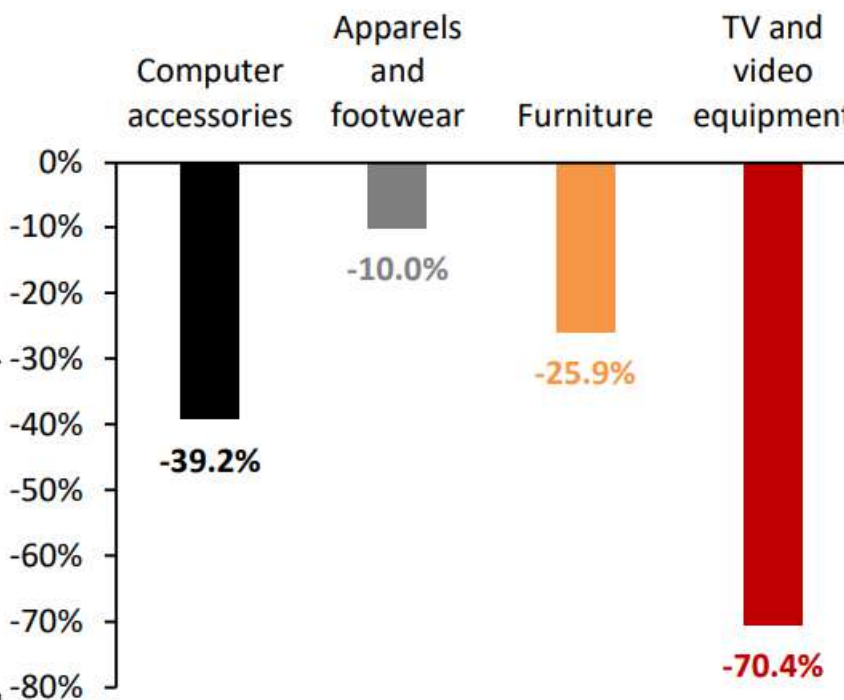 Computer
accessories
Apparels
and
footwear
Furniture
TV and
video
equipment
0%
-10%
-20%
-30%
-40%
-50%
-60%
-70%
-80%
-39.2%
-10.0%
-25.9%
-70.4%